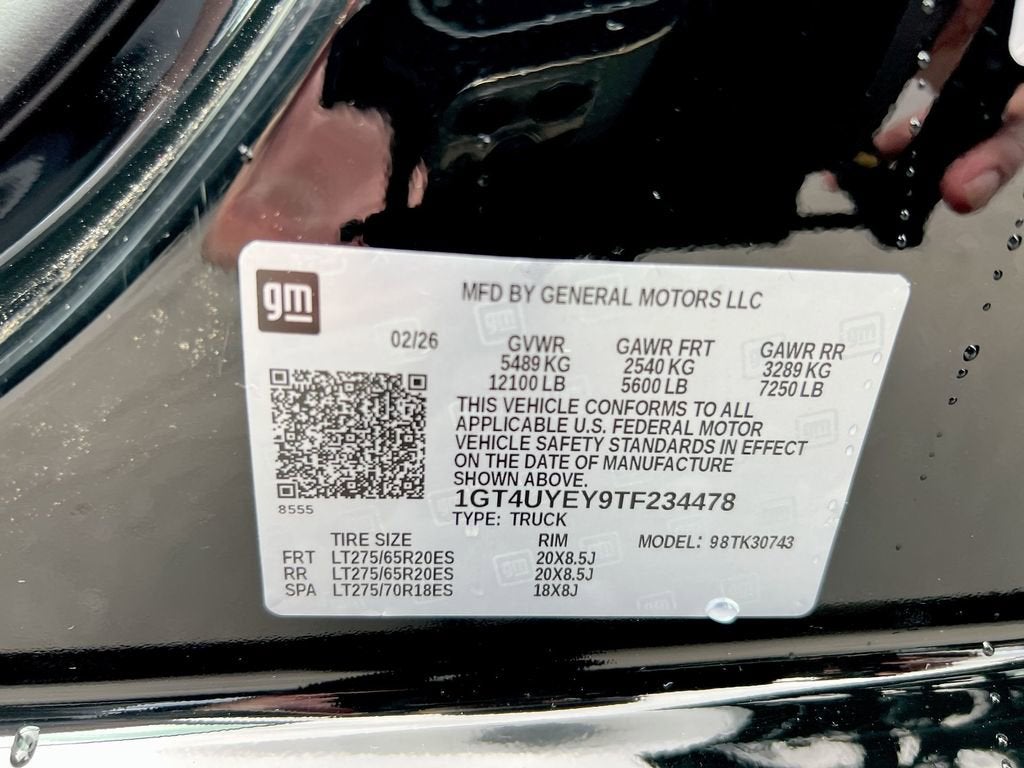 gm
MFD BY GENERAL MOTORS LLC
02/26
GVWR GAWR FRT GAWR RR
5489 KG 2540 KG 3289 KG
12100 LB 5600 LB 7250 LB
THIS VEHICLE CONFORMS TO ALL
APPLICABLE U.S. FEDERAL MOTOR
VEHICLE SAFETY STANDARDS IN EFFECT
ON THE DATE OF MANUFACTURE
SHOWN ABOVE.
8555
1GT4UYEY9TF234478
TYPE: TRUCK
TIRE SIZE RIM MODEL: 98TK30743
FRT LT275/65R20ES 20X8.5J
RR LT275/65R20ES 20X8.5J
SPA LT275/70R18ES 18X8J